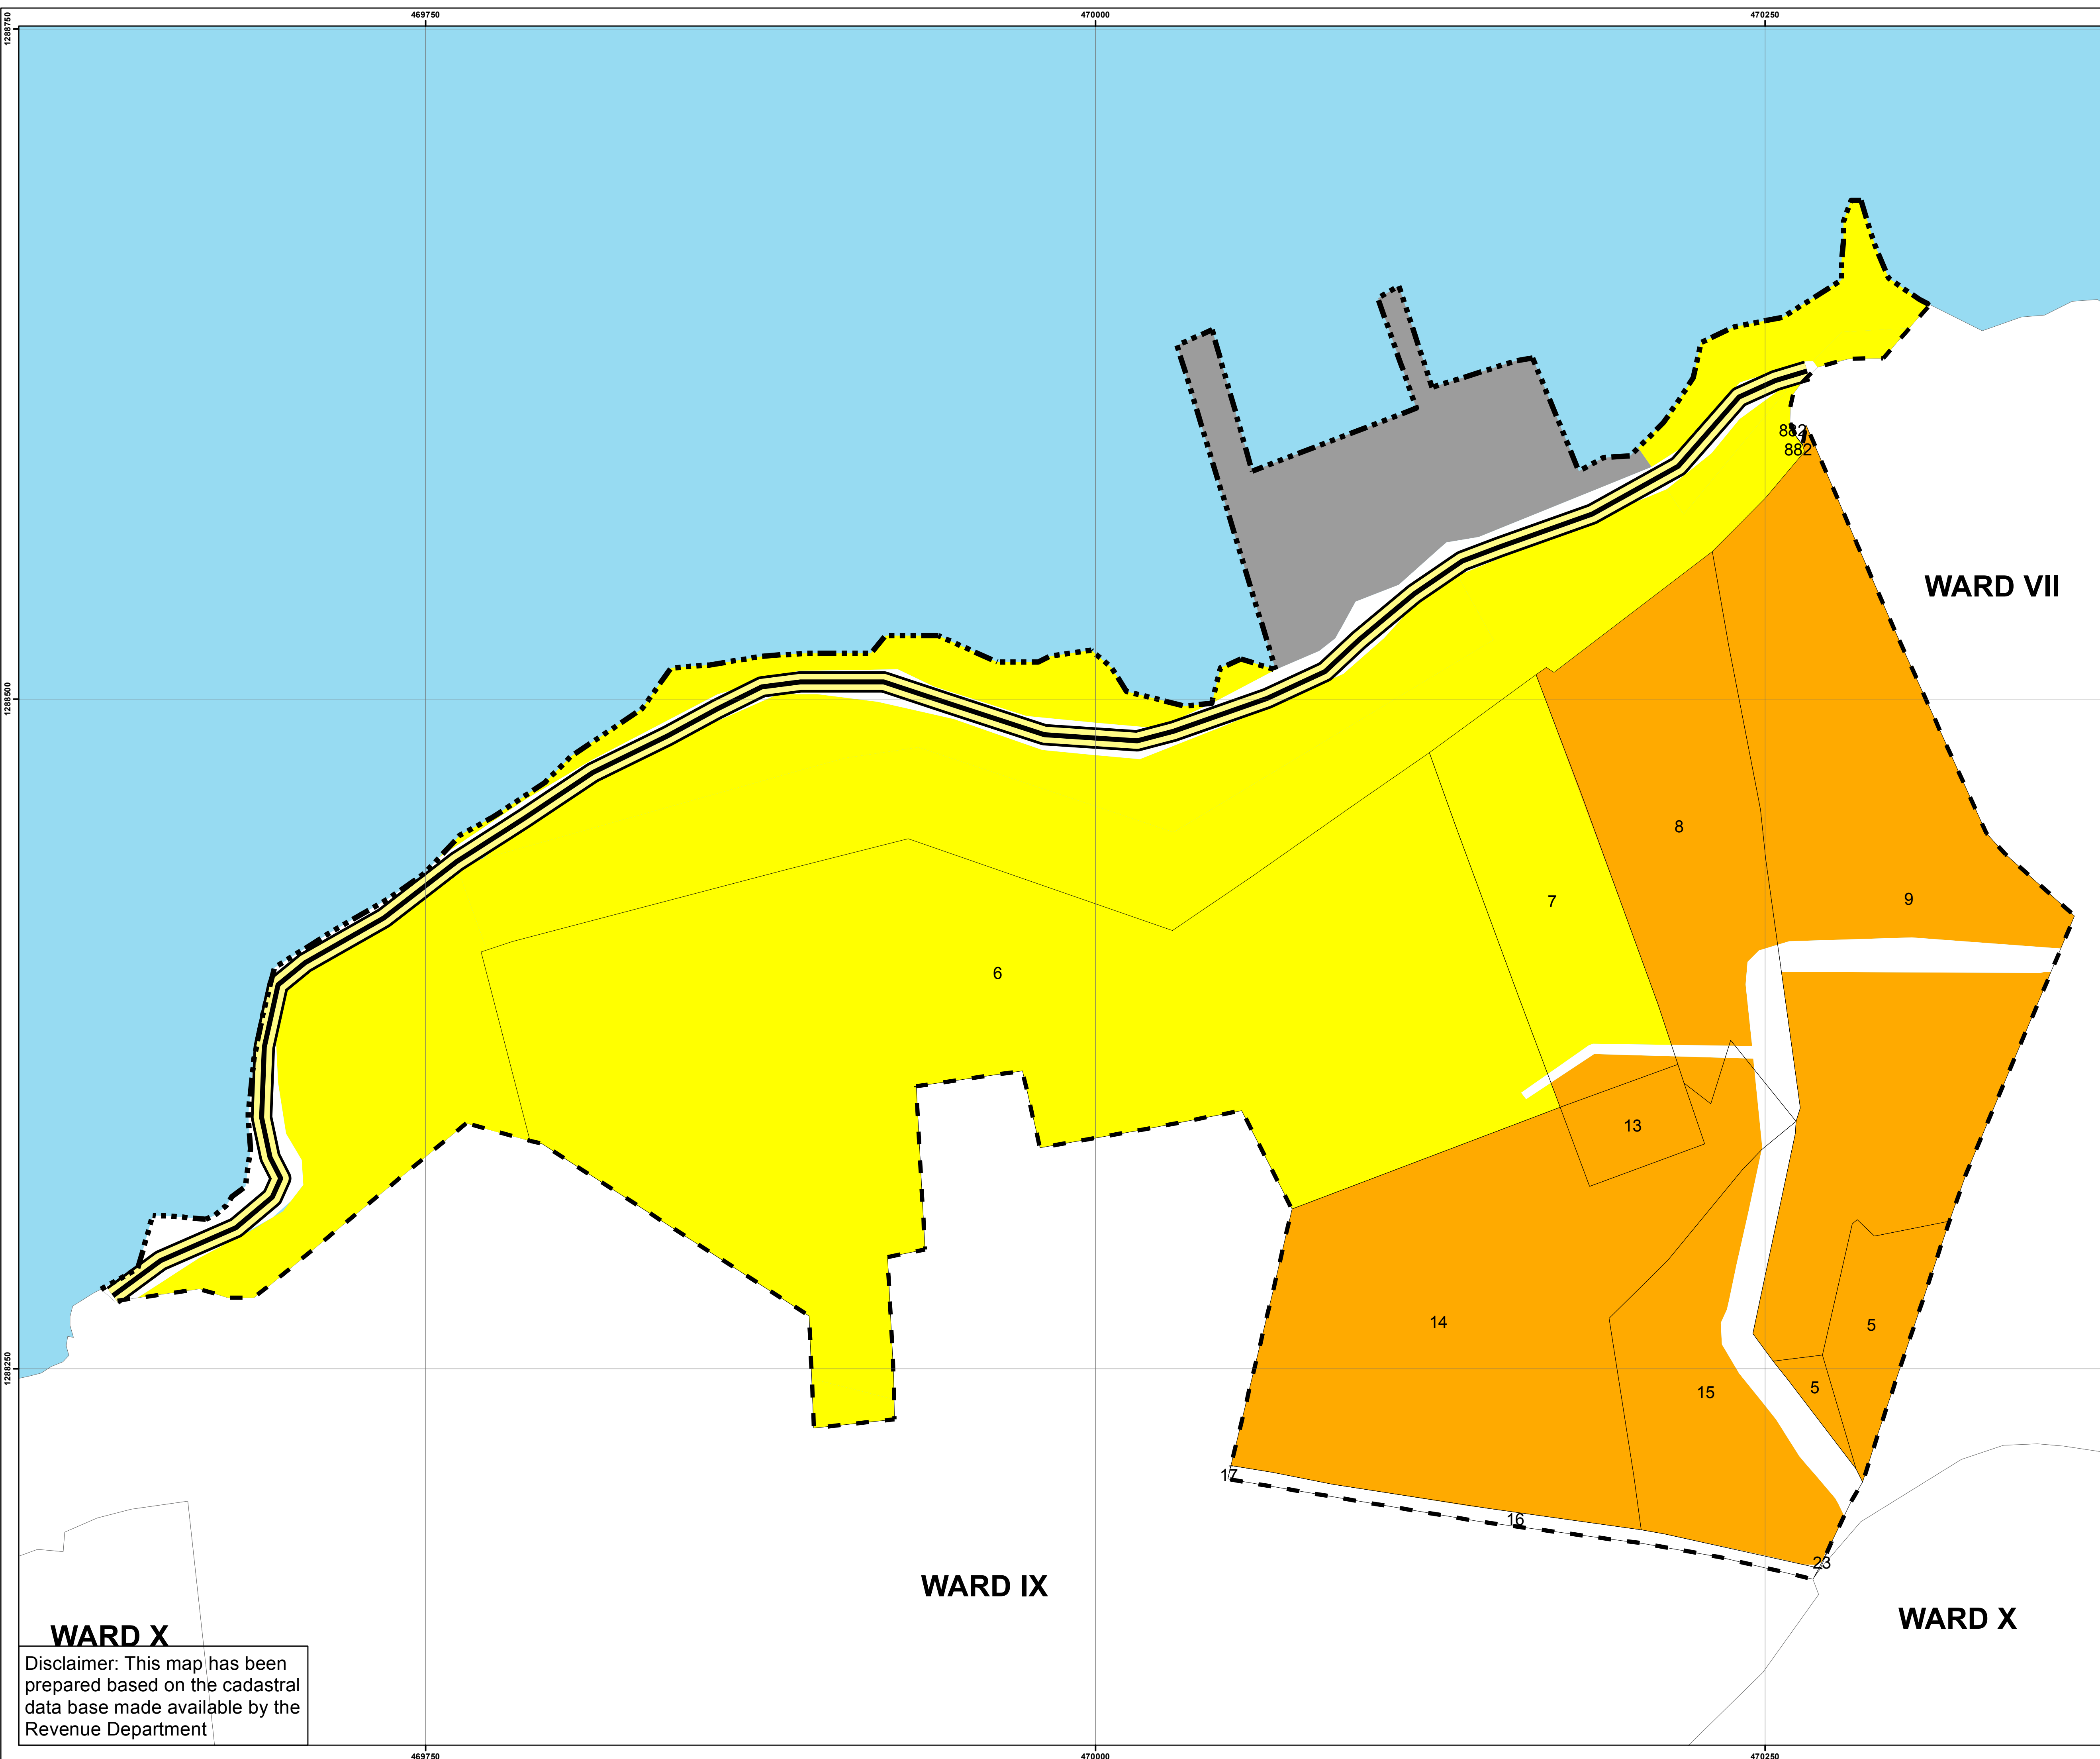 469750
470000
470250
1288750
882
882
WARD VII
8
7
9
1288500
6
13
14
5
1288250
5
15
17
16
23
WARD IX
WARD X
WARD X
Disclaimer: This map has been
prepared based on the cadastral
data base made available by the
Revenue Department
469750
470000
470250